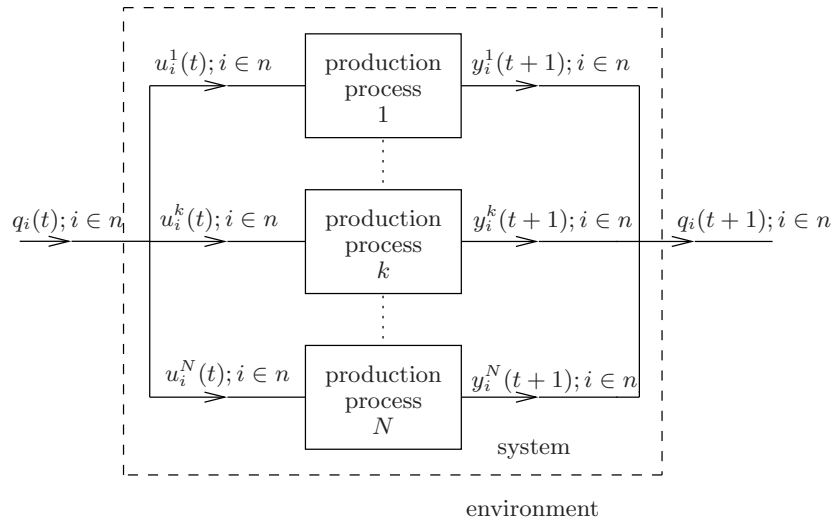 u_i^1(t); i ∈ n
production
process
1
y_i^1(t+1); i ∈ n
q_i(t); i ∈ n
u_i^k(t); i ∈ n
production
process
k
y_i^k(t+1); i ∈ n
q_i(t+1); i ∈ n
u_i^N(t); i ∈ n
production
process
N
y_i^N(t+1); i ∈ n
system
environment